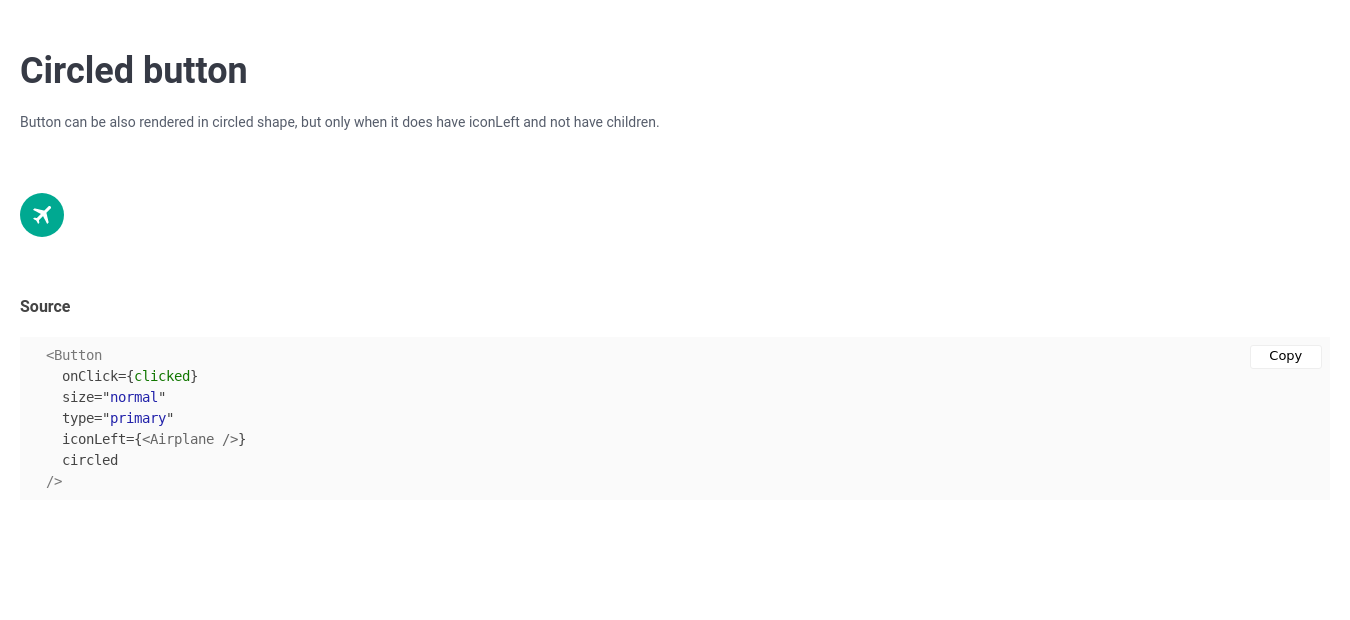 Circled button
Button can be also rendered in circled shape, but only when it does have iconLeft and not have children.
Source
<Button
Copy
onClick={clicked}
size="normal"
type="primary"
iconLeft={<Airplane />}
circled
/>